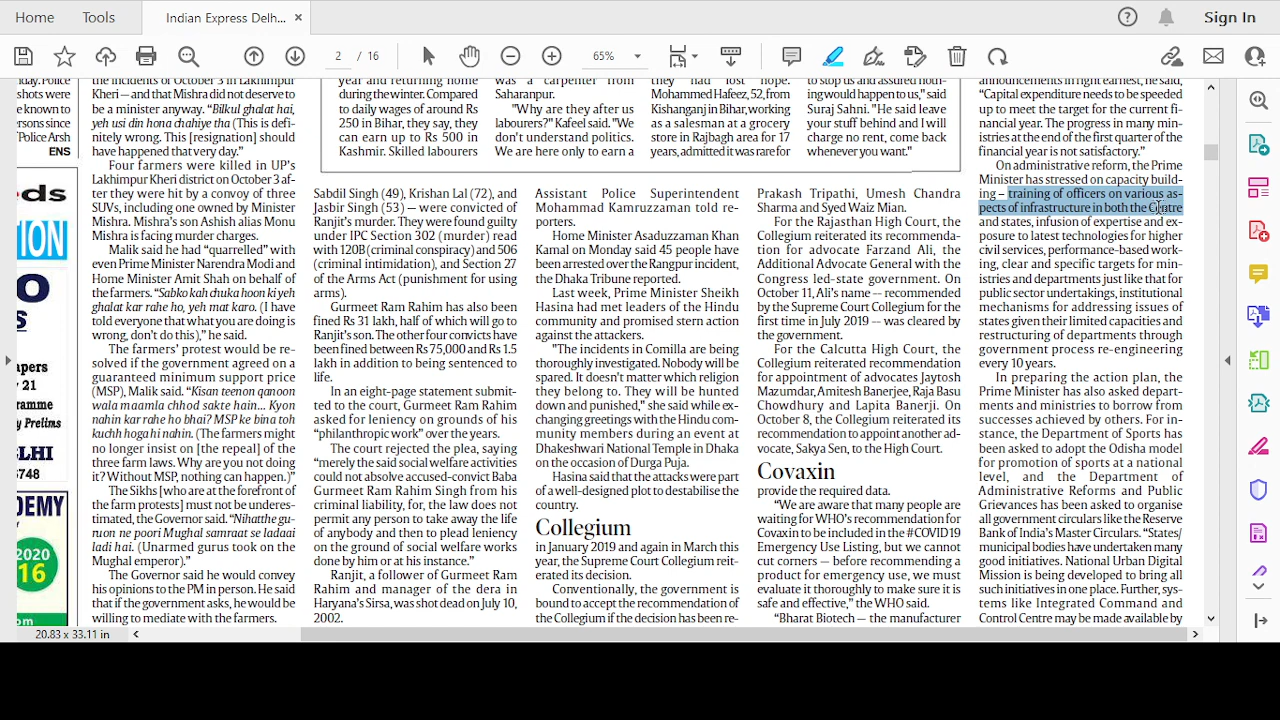 Home
Tools
Indian Express Delh...
Sign In
2 / 16
65%
day. Police
shots were
e known to
ersons since
Police Arsh
ENS
ds
ION
O
S
apers
21
ramme
y Prelims
LHI
3748
DEMY
2020
16
om
the incidents of October 3 in Lakhimpur
Kheri — and that Mishra did not deserve to
be a minister anyway. "Bilkul ghalat hai,
yeh usi din hona chahiye tha (This is defi-
nitely wrong. This [resignation] should
have happened that very day."
Four farmers were killed in UP's
Lakhimpur Kheri district on October 3 af-
ter they were hit by a convoy of three
SUVs, including one owned by Minister
Mishra. Mishra's son Ashish alias Monu
Mishra is facing murder charges.
Malik said he had "quarrelled" with
even Prime Minister Narendra Modi and
Home Minister Amit Shah on behalf of
the farmers. "Sabko kah chuka hoon ki yeh
ghalat kar rahe ho, yeh mat karo. (I have
told everyone that what you are doing is
wrong, don't do this)," he said.
The farmers' protest would be re-
solved if the government agreed on a
guaranteed minimum support price
(MSP), Malik said. "Kisan teenon qanoon
wala maamla chhod sakte hain... Kyon
nahin kar rahe ho bhai? MSP ke bina toh
kuchh hoga hi nahin. (The farmers might
no longer insist on [the repeal] of the
three farm laws. Why are you not doing
it? Without MSP, nothing can happen.)"
The Sikhs [who are at the forefront of
the farm protests] must not be underes-
timated, the Governor said. "Nihatthe gu-
ruon ne poori Mughal samraat se ladaai
ladi hai. (Unarmed gurus took on the
Mughal emperor)."
The Governor said he would convey
his opinions to the PM in person. He said
that if the government asks, he would be
willing to mediate with the farmers.
year and returning home
during the winter. Compared
to daily wages of around Rs
250 in Bihar, they say, they
can earn up to Rs 500 in
Kashmir. Skilled labourers
was a carpenter from
Saharanpur.
"Why are they after us
labourers?" Kafeel said. "We
don't understand politics.
We are here only to earn a
they had lost hope.
Mohammed Hafeez, 52, from
Kishanganj in Bihar, working
as a salesman at a grocery
store in Rajbagh area for 17
years, admitted it was rare for
to stop us and assured noth-
ing would happen to us," said
Suraj Sahni. "He said leave
your stuff behind and I will
charge no rent, come back
whenever you want."
Sabdil Singh (49), Krishan Lal (72), and
Jasbir Singh (53) — were convicted of
Ranjit's murder. They were found guilty
under IPC Section 302 (murder) read
with 120B (criminal conspiracy) and 506
(criminal intimidation), and Section 27
of the Arms Act (punishment for using
arms).
Gurmeet Ram Rahim has also been
fined Rs 31 lakh, half of which will go to
Ranjit's son. The other four convicts have
been fined between Rs 75,000 and Rs 1.5
lakh in addition to being sentenced to
life.
In an eight-page statement submit-
ted to the court, Gurmeet Ram Rahim
asked for leniency on grounds of his
"philanthropic work" over the years.
The court rejected the plea, saying
"merely the said social welfare activities
could not absolve accused-convict Baba
Gurmeet Ram Rahim Singh from his
criminal liability, for, the law does not
permit any person to take away the life
of anybody and then to plead leniency
on the ground of social welfare works
done by him or at his instance."
Ranjit, a follower of Gurmeet Ram
Rahim and manager of the dera in
Haryana's Sirsa, was shot dead on July 10,
2002.
Assistant Police Superintendent
Mohammad Kamruzzaman told re-
porters.
Home Minister Asaduzzaman Khan
Kamal on Monday said 45 people have
been arrested over the Rangpur incident,
the Dhaka Tribune reported.
Last week, Prime Minister Sheikh
Hasina had met leaders of the Hindu
community and promised stern action
against the attackers.
"The incidents in Comilla are being
thoroughly investigated. Nobody will be
spared. It doesn't matter which religion
they belong to. They will be hunted
down and punished," she said while ex-
changing greetings with the Hindu com-
munity members during an event at
Dhakeshwari National Temple in Dhaka
on the occasion of Durga Puja.
Hasina said that the attacks were part
of a well-designed plot to destabilise the
country.
Collegium
in January 2019 and again in March this
year, the Supreme Court Collegium reit-
erated its decision.
Conventionally, the government is
bound to accept the recommendation of
the Collegium if the decision has been re-
Prakash Tripathi, Umesh Chandra
Sharma and Syed Waiz Mian.
For the Rajasthan High Court, the
Collegium reiterated its recommenda-
tion for advocate Farzand Ali, the
Additional Advocate General with the
Congress led-state government. On
October 11, Ali's name — recommended
by the Supreme Court Collegium for the
first time in July 2019 — was cleared by
the government.
For the Calcutta High Court, the
Collegium reiterated recommendation
for appointment of advocates Jaytosh
Mazumdar, Amitesh Banerjee, Raja Basu
Chowdhury and Lapita Banerji. On
October 8, the Collegium reiterated its
recommendation to appoint another ad-
vocate, Sakya Sen, to the High Court.
Covaxin
provide the required data.
"We are aware that many people are
waiting for WHO's recommendation for
Covaxin to be included in the #COVID19
Emergency Use Listing, but we cannot
cut corners — before recommending a
product for emergency use, we must
evaluate it thoroughly to make sure it is
safe and effective," the WHO said.
"Bharat Biotech — the manufacturer
announcements in right earnest, he said,
"Capital expenditure needs to be speeded
up to meet the target for the current fi-
nancial year. The progress in many min-
istries at the end of the first quarter of the
financial year is not satisfactory."
On administrative reform, the Prime
Minister has stressed on capacity build-
ing – training of officers on various as-
pects of infrastructure in both the Centre
and states, infusion of expertise and ex-
posure to latest technologies for higher
civil services, performance-based work-
ing, clear and specific targets for min-
istries and departments just like that for
public sector undertakings, institutional
mechanisms for addressing issues of
states given their limited capacities and
restructuring of departments through
government process re-engineering
every 10 years.
In preparing the action plan, the
Prime Minister has also asked depart-
ments and ministries to borrow from
successes achieved by others. For in-
stance, the Department of Sports has
been asked to adopt the Odisha model
for promotion of sports at a national
level, and the Department of
Administrative Reforms and Public
Grievances has been asked to organise
all government circulars like the Reserve
Bank of India's Master Circulars. "States/
municipal bodies have undertaken many
good initiatives. National Urban Digital
Mission is being developed to bring all
such initiatives in one place. Further, sys-
tems like Integrated Command and
Control Centre may be made available by
20.83 x 33.11 in